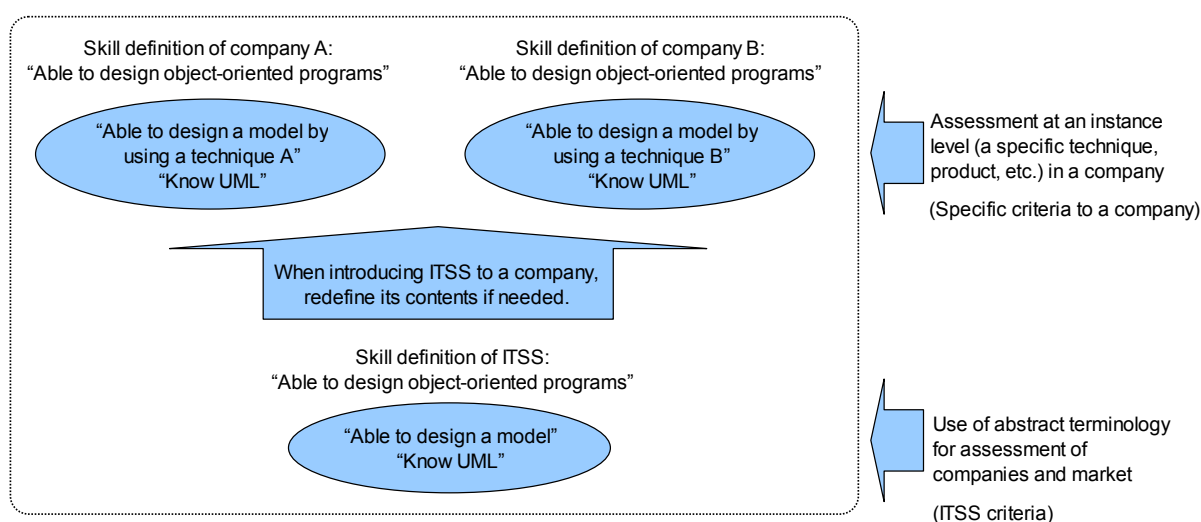 Skill definition of company A:
“Able to design object-oriented programs”
“Able to design a model by
using a technique A”
“Know UML”
Skill definition of company B:
“Able to design object-oriented programs”
“Able to design a model by
using a technique B”
“Know UML”
Assessment at an instance
level (a specific technique,
product, etc.) in a company
(Specific criteria to a company)
When introducing ITSS to a company,
redefine its contents if needed.
Skill definition of ITSS:
“Able to design object-oriented programs”
“Able to design a model”
“Know UML”
Use of abstract terminology
for assessment of
companies and market
(ITSS criteria)